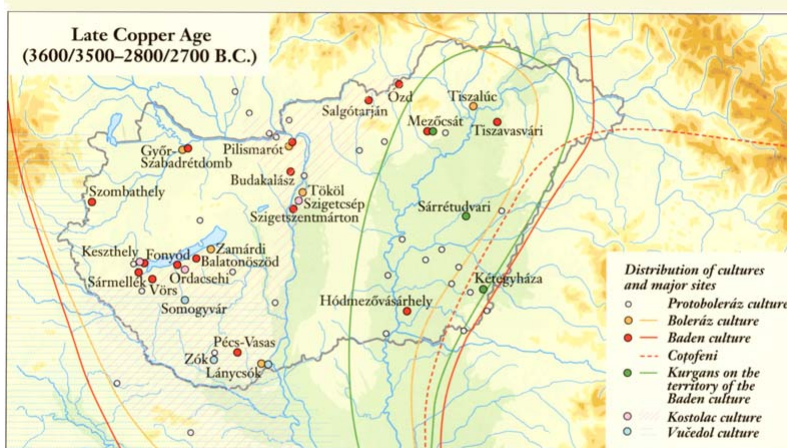 Late Copper Age
(3600/3500–2800/2700 B.C.)
Ózd
Salgótarján
Tiszalúc
Mezőcsát
Tiszavasvári
Győr-
Szabadrétdomb
Pilismarót
Budakalász
Szombathely
Tököl
Szigetcsép
Szigetszentmárton
Sárrétudvari
Keszthely
Fonyód
Zamárdi
Balatonőszöd
Ordacsehi
Sármellék
Vörs
Somogyvár
Kétegyháza
Hódmezővásárhely
Pécs-Vasas
Zók
Lánycsók
Distribution of cultures
and major sites
Protoboleráz culture
Boleráz culture
Baden culture
Coţofeni
Kurgans on the
territory of the
Baden culture
Kostolac culture
Vučedol culture